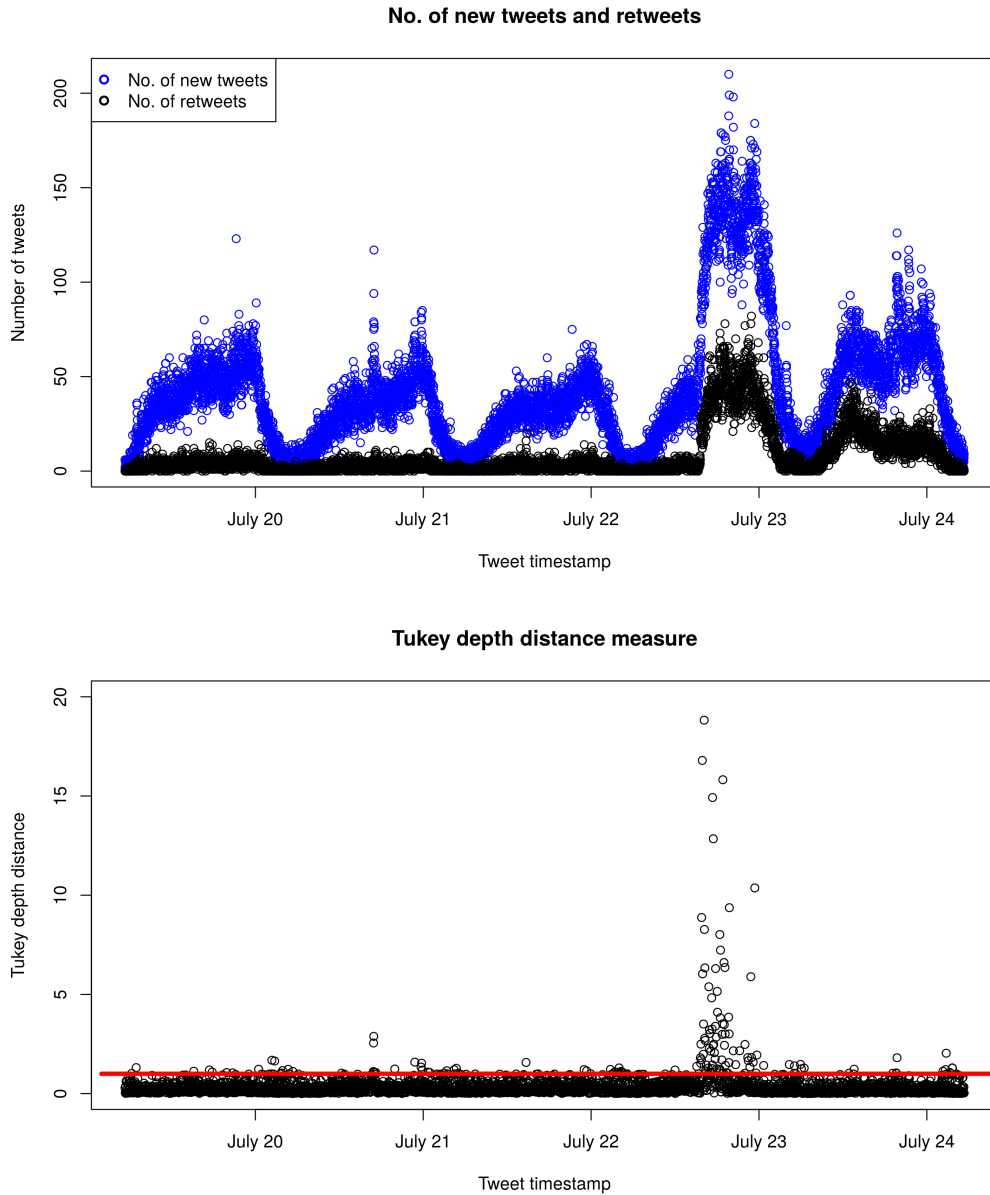 No. of new tweets and retweets
No. of new tweets
No. of retweets
Number of tweets
200
150
100
50
0
July 20 July 21 July 22 July 23 July 24
Tweet timestamp
Tukey depth distance measure
Tukey depth distance
20
15
10
5
0
July 20 July 21 July 22 July 23 July 24
Tweet timestamp